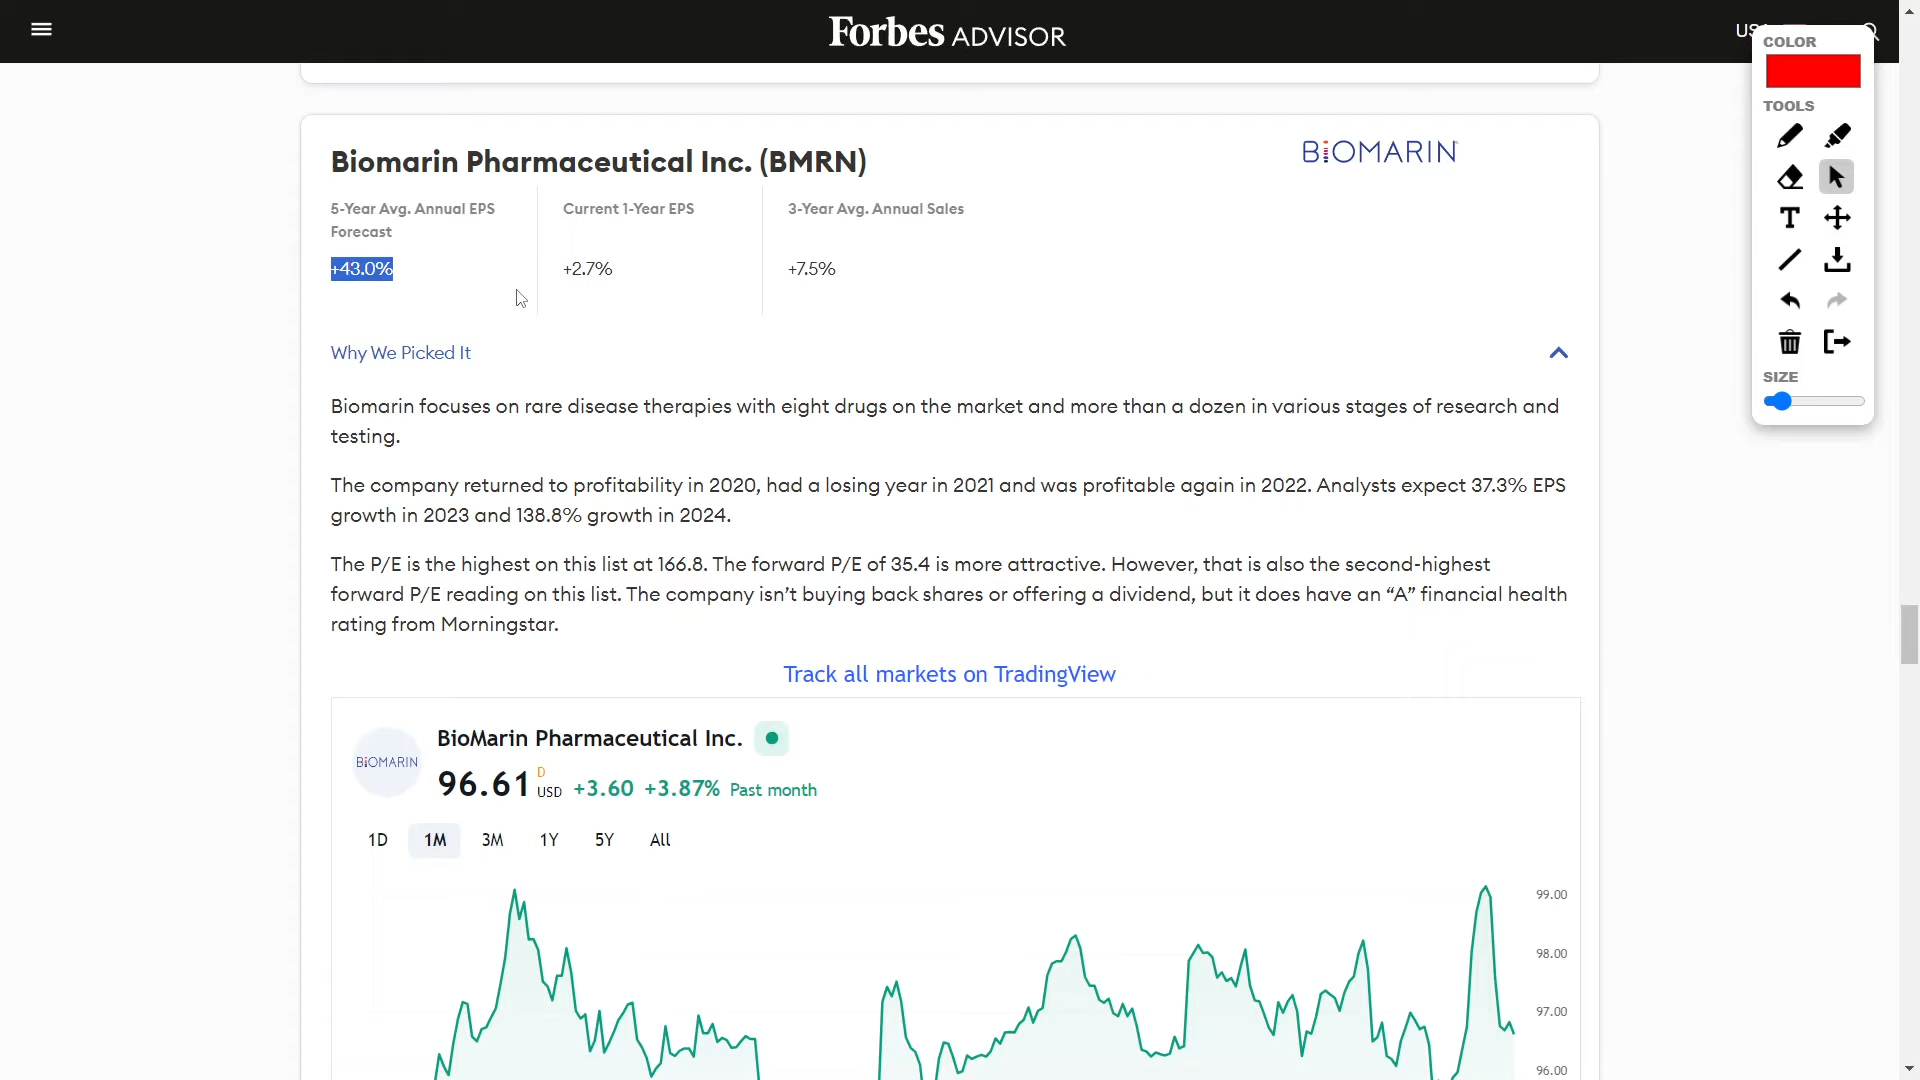 Forbes ADVISOR
COLOR
TOOLS
SIZE
Biomarin Pharmaceutical Inc. (BMRN)
BIOMARIN
5-Year Avg. Annual EPS
Forecast
+43.0%
Current 1-Year EPS
+2.7%
3-Year Avg. Annual Sales
+7.5%
Why We Picked It
Biomarin focuses on rare disease therapies with eight drugs on the market and more than a dozen in various stages of research and
testing.
The company returned to profitability in 2020, had a losing year in 2021 and was profitable again in 2022. Analysts expect 37.3% EPS
growth in 2023 and 138.8% growth in 2024.
The P/E is the highest on this list at 166.8. The forward P/E of 35.4 is more attractive. However, that is also the second-highest
forward P/E reading on this list. The company isn’t buying back shares or offering a dividend, but it does have an “A” financial health
rating from Morningstar.
Track all markets on TradingView
BIOMARIN
BioMarin Pharmaceutical Inc.
96.61 D USD +3.60 +3.87% Past month
1D 1M 3M 1Y 5Y All
99.00
98.00
97.00
96.00